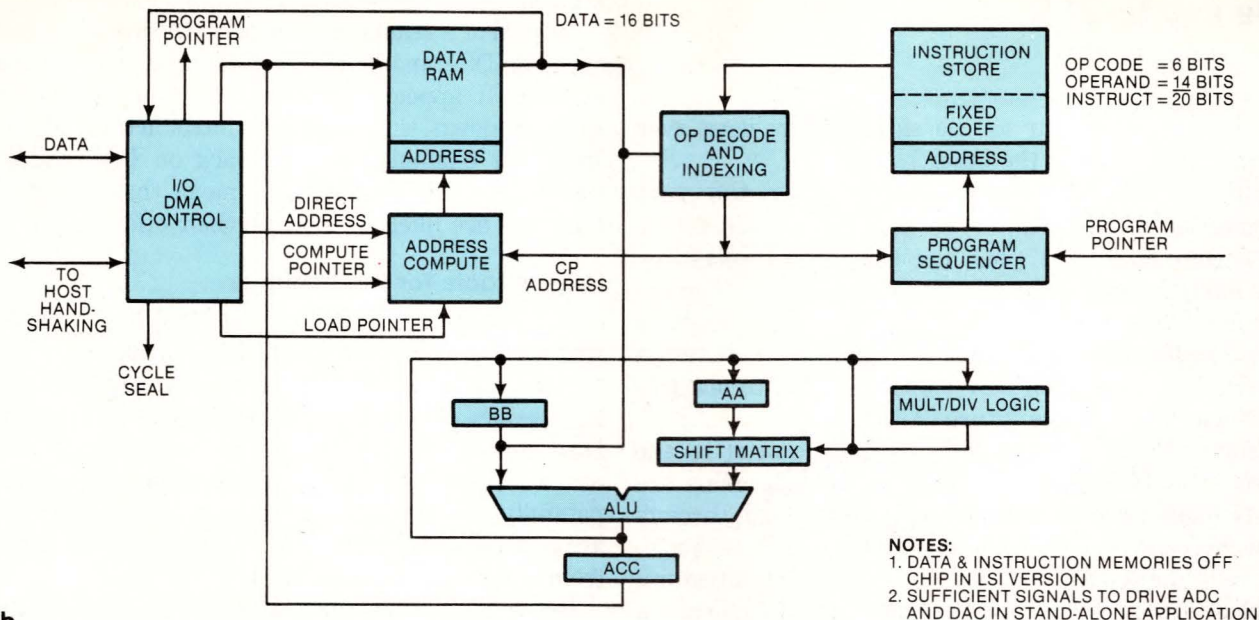 PROGRAM
POINTER
DATA = 16 BITS
DATA
RAM
ADDRESS
INSTRUCTION
STORE
FIXED
COEF
ADDRESS
OP CODE = 6 BITS
OPERAND = 14 BITS
INSTRUCT = 20 BITS
OP DECODE
AND
INDEXING
DATA
I/O
DMA
CONTROL
DIRECT
ADDRESS
COMPUTE
POINTER
LOAD POINTER
ADDRESS
COMPUTE
CP
ADDRESS
PROGRAM
SEQUENCER
PROGRAM
POINTER
TO
HOST
HAND-
SHAKING
CYCLE
SEAL
BB
AA
MULT/DIV LOGIC
SHIFT MATRIX
ALU
ACC
NOTES:
1. DATA & INSTRUCTION MEMORIES OFF
CHIP IN LSI VERSION
2. SUFFICIENT SIGNALS TO DRIVE ADC
AND DAC IN STAND-ALONE APPLICATION
b